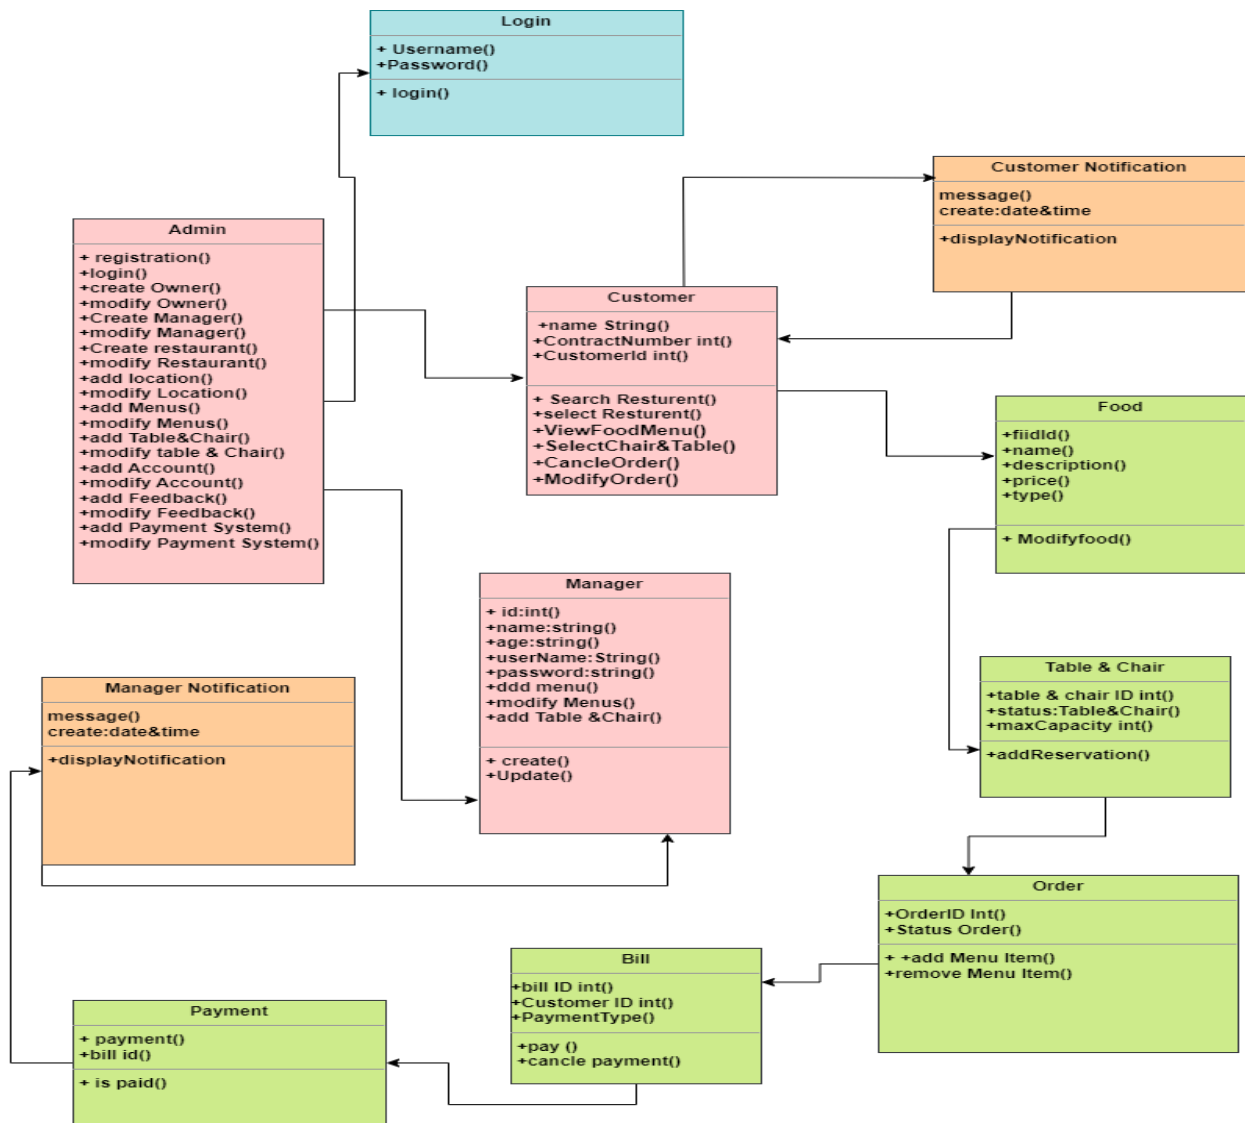 Login
+ Username()
+Password()
+ login()
Customer Notification
message()
create:date&time
+displayNotification
Admin
+ registration()
+login()
+create Owner()
+modify Owner()
+Create Manager()
+modify Manager()
+Create restaurant()
+modify Restaurant()
+add location()
+modify Location()
+add Menus()
+modify Menus()
+add Table&Chair()
+modify table & Chair()
+add Account()
+modify Account()
+add Feedback()
+modify Feedback()
+add Payment System()
+modify Payment System()
Customer
+name String()
+ContractNumber int()
+CustomerId int()
+ Search Resturent()
+select Resturent()
+ViewFoodMenu()
+SelectChair&Table()
+CancleOrder()
+ModifyOrder()
Food
+fiidId()
+name()
+description()
+price()
+type()
+ Modifyfood()
Manager
+ id:int()
+name:string()
+age:string()
+userName:String()
+password:string()
+ddd menu()
+modify Menus()
+add Table &Chair()
+ create()
+Update()
Table & Chair
+table & chair ID int()
+status:Table&Chair()
+maxCapacity int()
+addReservation()
Manager Notification
message()
create:date&time
+displayNotification
Order
+OrderID Int()
+Status Order()
+ +add Menu Item()
+remove Menu Item()
Bill
+bill ID int()
+Customer ID int()
+PaymentType()
+pay ()
+cancle payment()
Payment
+ payment()
+bill id()
+ is paid()